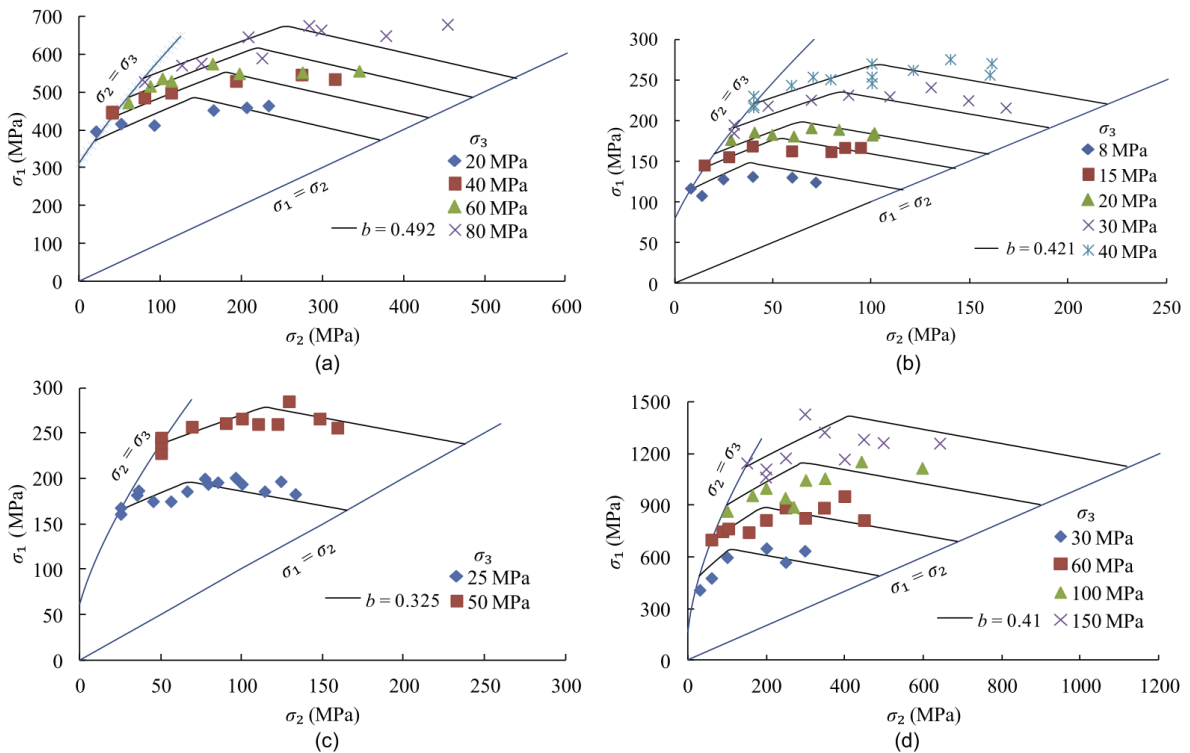 (a)
σ₁ (MPa)
700
600
500
400
300
200
100
0
0 100 200 300 400 500 600
σ₂ (MPa)
σ₂ = σ₃
σ₁ = σ₂
σ₃
20 MPa
40 MPa
60 MPa
80 MPa
b = 0.492
(b)
σ₁ (MPa)
300
250
200
150
100
50
0
0 50 100 150 200 250
σ₂ (MPa)
σ₂ = σ₃
σ₁ = σ₂
σ₃
8 MPa
15 MPa
20 MPa
30 MPa
40 MPa
b = 0.421
(c)
σ₁ (MPa)
300
250
200
150
100
50
0
0 50 100 150 200 250 300
σ₂ (MPa)
σ₂ = σ₃
σ₁ = σ₂
σ₃
25 MPa
50 MPa
b = 0.325
(d)
σ₁ (MPa)
1500
1200
900
600
300
0
0 200 400 600 800 1000 1200
σ₂ (MPa)
σ₂ = σ₃
σ₁ = σ₂
σ₃
30 MPa
60 MPa
100 MPa
150 MPa
b = 0.41